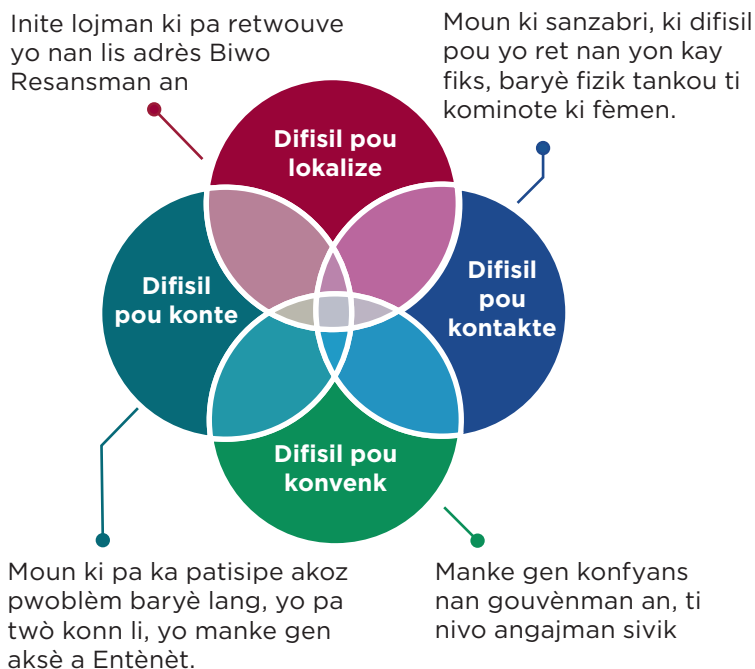 Inite lojman ki pa retwouve
yo nan lis adrès Biwo
Resansman an
Moun ki sanzabri, ki difisil
pou yo ret nan yon kay
fiks, baryè fizik tankou ti
kominote ki fèmen.
Difisil pou
lokalize
Difisil
pou konte
Difisil
pou
kontakte
Difisil pou
konvenk
Moun ki pa ka patisipe akoz
pwoblèm baryè lang, yo pa
twò konn li, yo manke gen
aksè a Entènèt.
Manke gen konfyans
nan gouvènman an, ti
nivo angajman sivik